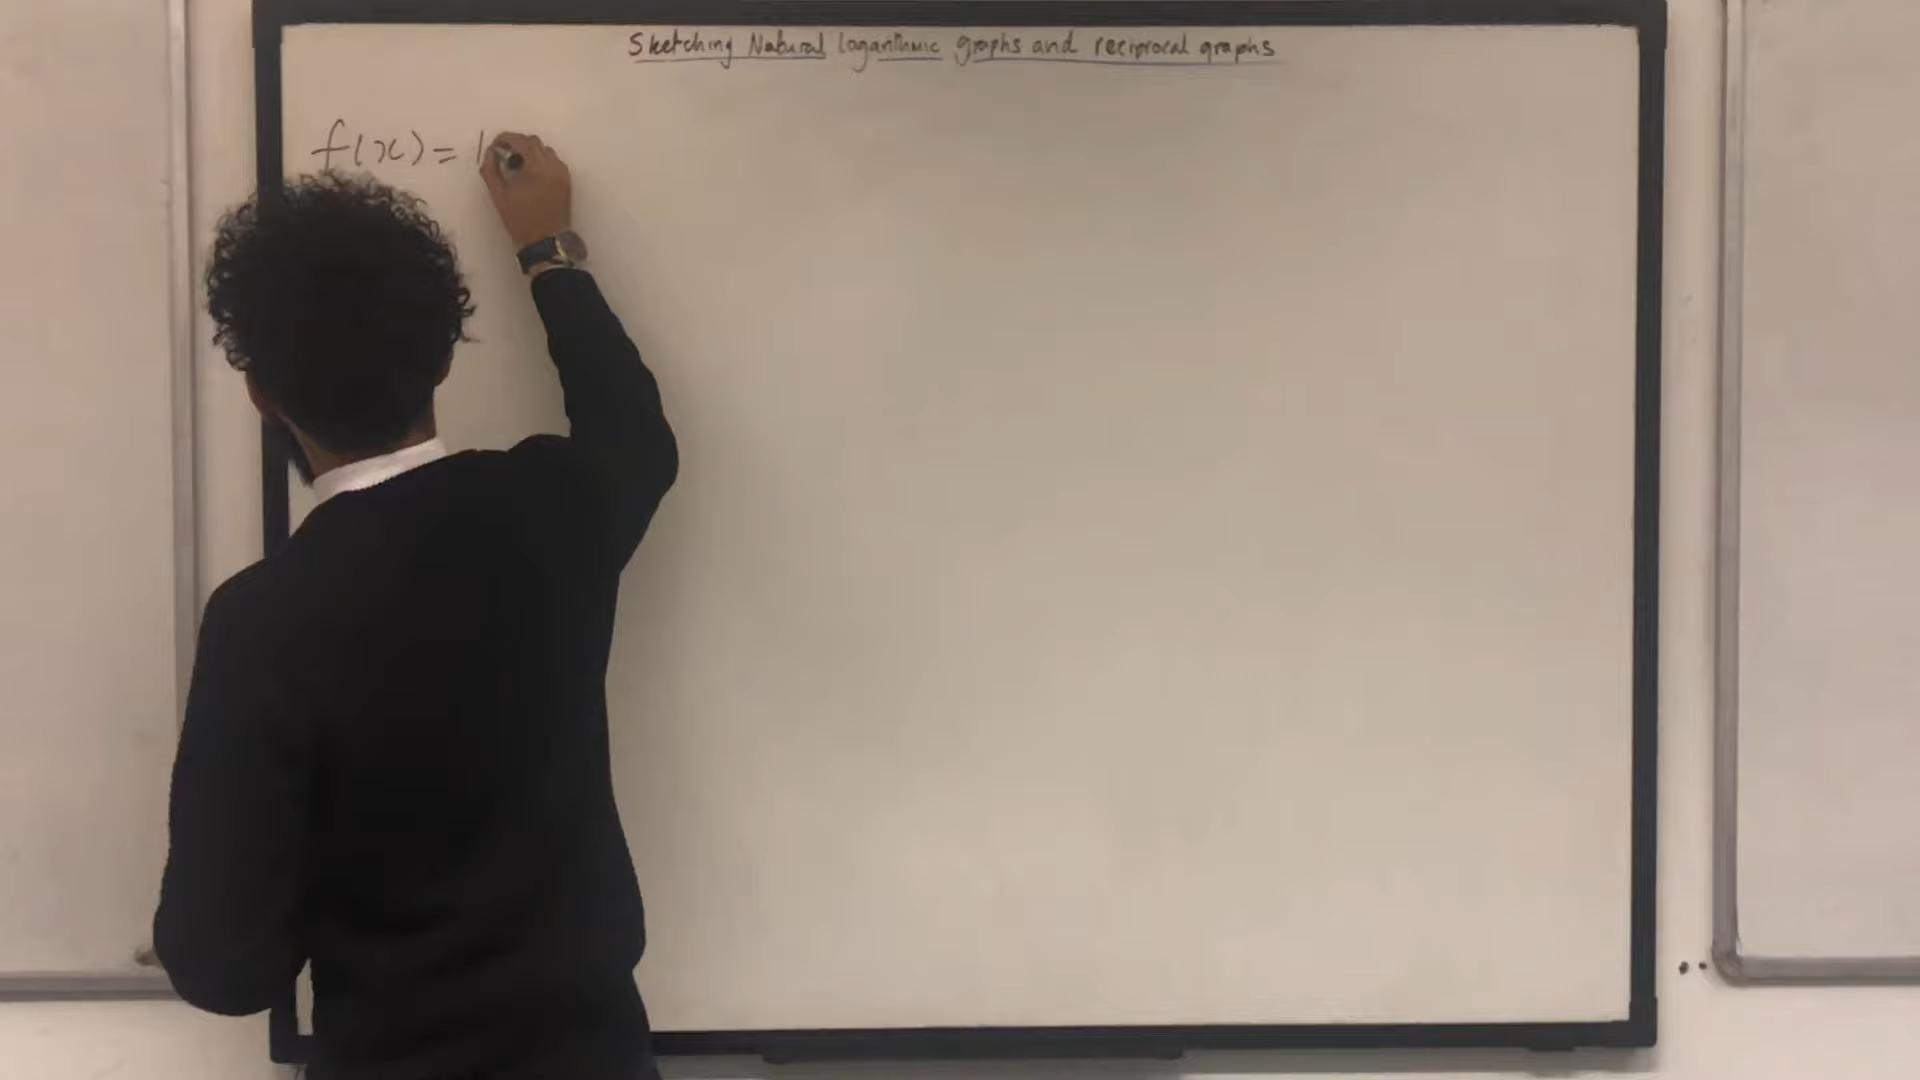 Sketching Natural logarithmic graphs and reciprocal graphs
f(x) = l